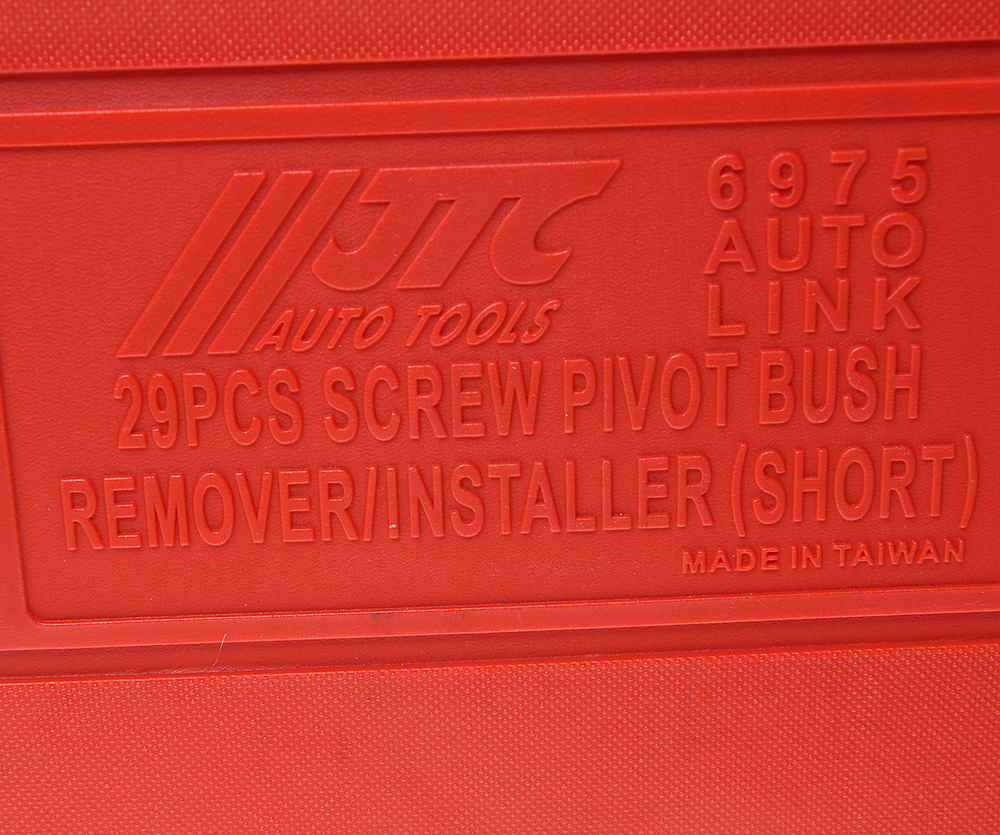 JTC
AUTO TOOLS
6975
AUTO
LINK
29PCS SCREW PIVOT BUSH
REMOVER/INSTALLER (SHORT)
MADE IN TAIWAN